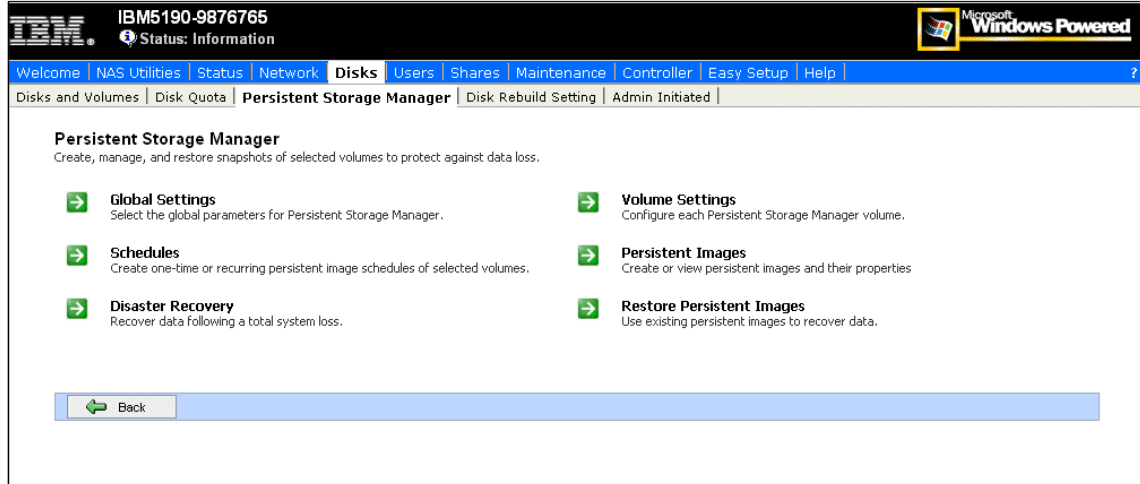 IBM.
IBM5190-9876765
Status: Information
Microsoft
Windows Powered
Welcome | NAS Utilities | Status | Network | Disks | Users | Shares | Maintenance | Controller | Easy Setup | Help | ?
Disks and Volumes | Disk Quota | Persistent Storage Manager | Disk Rebuild Setting | Admin Initiated |
Persistent Storage Manager
Create, manage, and restore snapshots of selected volumes to protect against data loss.
Global Settings
Select the global parameters for Persistent Storage Manager.
Volume Settings
Configure each Persistent Storage Manager volume.
Schedules
Create one-time or recurring persistent image schedules of selected volumes.
Persistent Images
Create or view persistent images and their properties
Disaster Recovery
Recover data following a total system loss.
Restore Persistent Images
Use existing persistent images to recover data.
Back